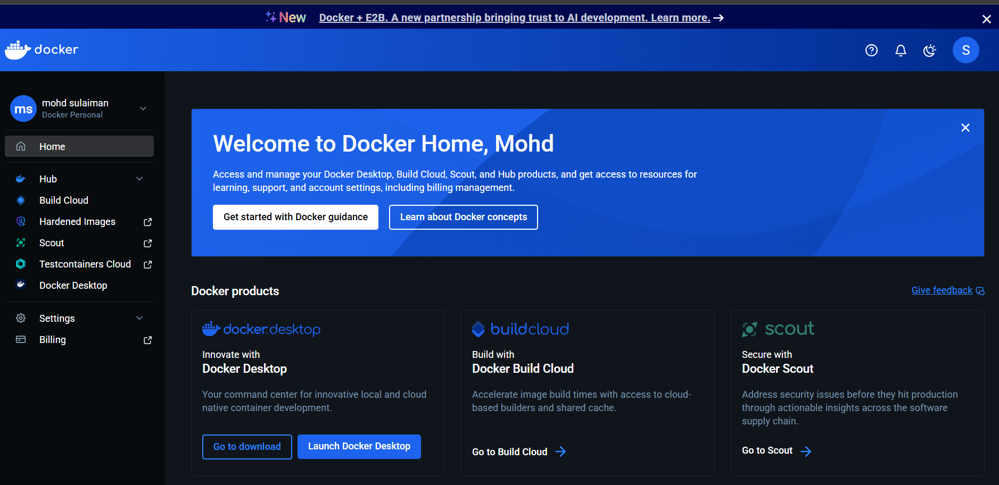 New Docker + E2B. A new partnership bringing trust to AI development. Learn more.
docker
S
ms
mohd sulaiman
Docker Personal
Home
Hub
Build Cloud
Hardened Images
Scout
Testcontainers Cloud
Docker Desktop
Settings
Billing
Welcome to Docker Home, Mohd
Access and manage your Docker Desktop, Build Cloud, Scout, and Hub products, and get access to resources for
learning, support, and account settings, including billing management.
Get started with Docker guidance
Learn about Docker concepts
Docker products
Give feedback
docker desktop
Innovate with
Docker Desktop
Your command center for innovative local and cloud
native container development.
Go to download
Launch Docker Desktop
build cloud
Build with
Docker Build Cloud
Accelerate image build times with access to cloud-
based builders and shared cache.
Go to Build Cloud
scout
Secure with
Docker Scout
Address security issues before they hit production
through actionable insights across the software
supply chain.
Go to Scout